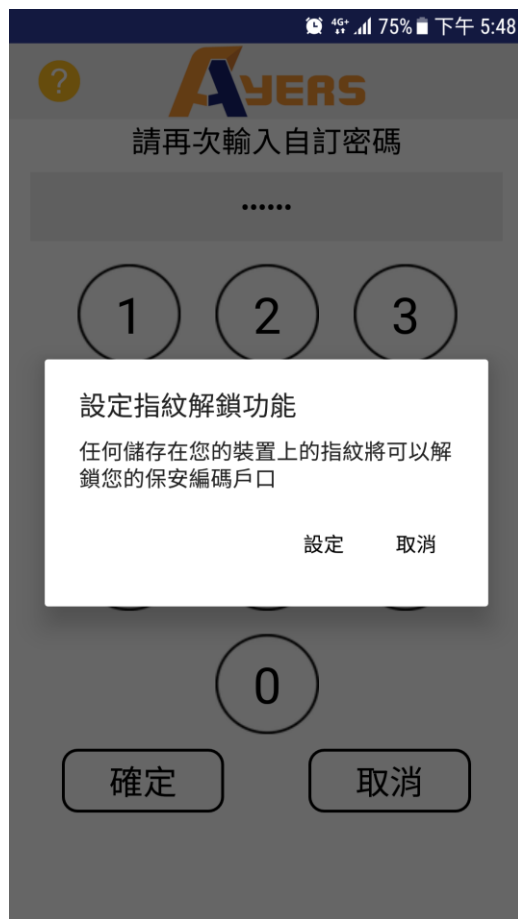 4G+ 75% 下午 5:48
?
AYERS
請再次輸入自訂密碼
••••••
1 2 3
設定指紋解鎖功能
任何儲存在您的裝置上的指紋將可以解
鎖您的保安編碼戶口
設定 取消
0
確定 取消